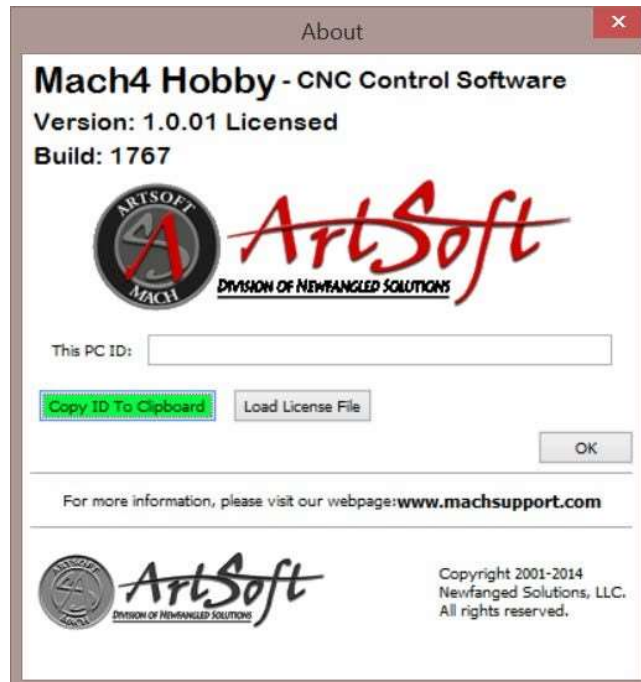 About
Mach4 Hobby - CNC Control Software
Version: 1.0.01 Licensed
Build: 1767
ARTSOFT
MACH
ArtSoft
DIVISION OF NEWFANGLED SOLUTIONS
This PC ID:
Copy ID To Clipboard
Load License File
OK
For more information, please visit our webpage:www.machsupport.com
ARTSOFT
MACH
ArtSoft
DIVISION OF NEWFANGLED SOLUTIONS
Copyright 2001-2014
Newfanged Solutions, LLC.
All rights reserved.